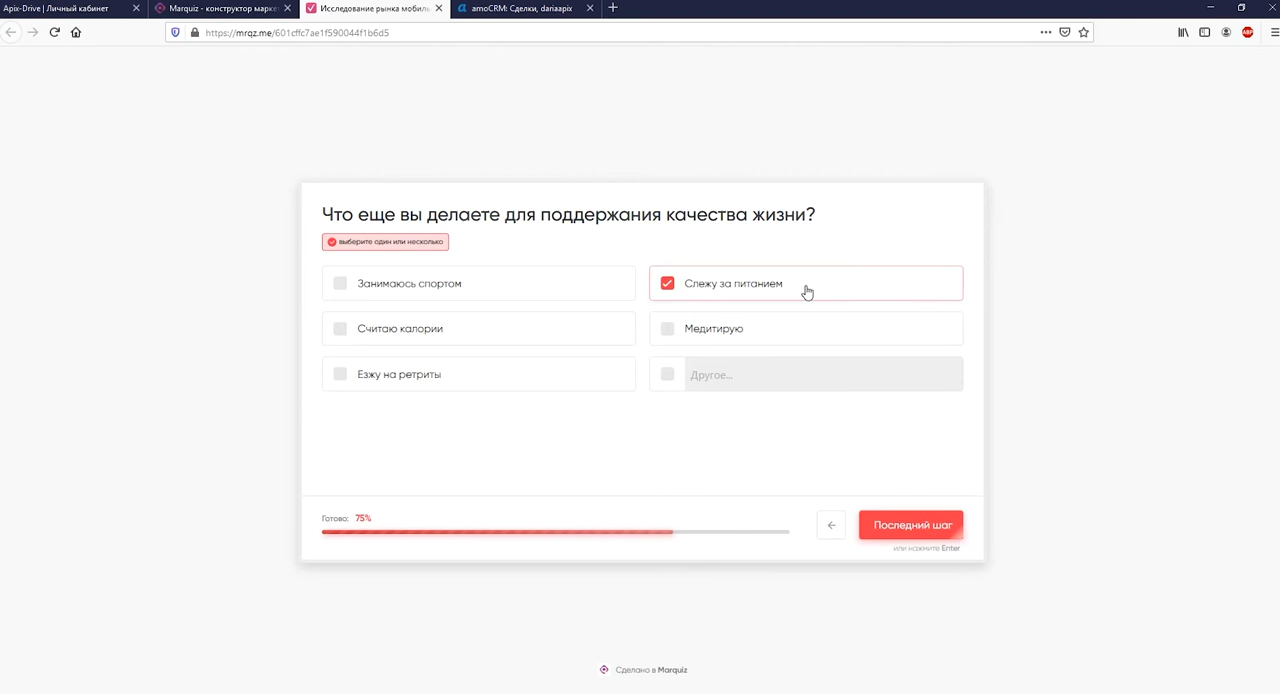 Apix-Drive | Личный кабинет
Marquiz - конструктор марке
Исследование рынка мобиль
amoCRM: Сделки, dariaapix
https://mrqz.me/601cffc7ae1f590044f1b6d5
ABP
Что еще вы делаете для поддержания качества жизни?
выберите один или несколько
Занимаюсь спортом
Слежу за питанием
Считаю калории
Медитирую
Езжу на ретриты
Другое...
Готово: 75%
Последний шаг
или нажмите Enter
Сделано в Marquiz